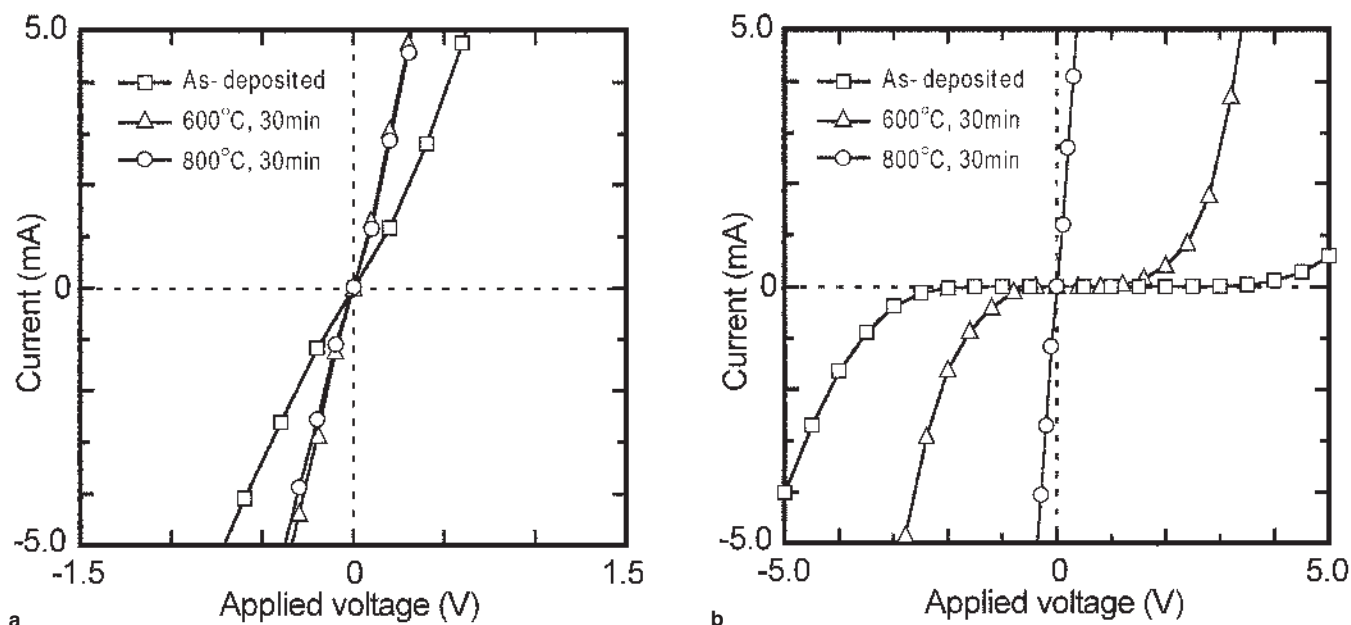 5.0
As-deposited
600°C, 30min
800°C, 30min
Current (mA)
0
-5.0
-1.5
0
1.5
Applied voltage (V)
a
5.0
As-deposited
600°C, 30min
800°C, 30min
Current (mA)
0
-5.0
-5.0
0
5.0
Applied voltage (V)
b